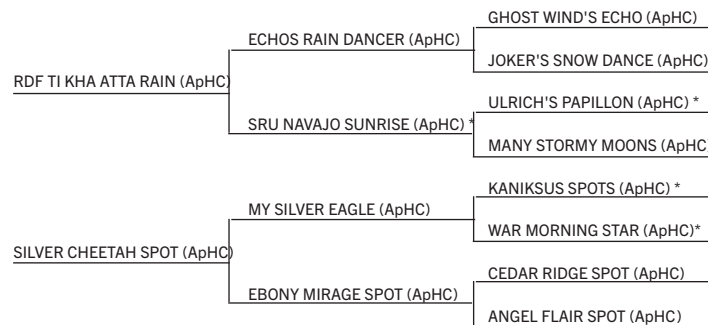 GHOST WIND'S ECHO (ApHC)
ECHOS RAIN DANCER (ApHC)
JOKER'S SNOW DANCE (ApHC)
RDF TI KHA ATTA RAIN (ApHC)
ULRICH'S PAPILLON (ApHC) *
SRU NAVAJO SUNRISE (ApHC) *
MANY STORMY MOONS (ApHC)
KANIKSUS SPOTS (ApHC) *
MY SILVER EAGLE (ApHC)
WAR MORNING STAR (ApHC)*
SILVER CHEETAH SPOT (ApHC)
CEDAR RIDGE SPOT (ApHC)
EBONY MIRAGE SPOT (ApHC)
ANGEL FLAIR SPOT (ApHC)